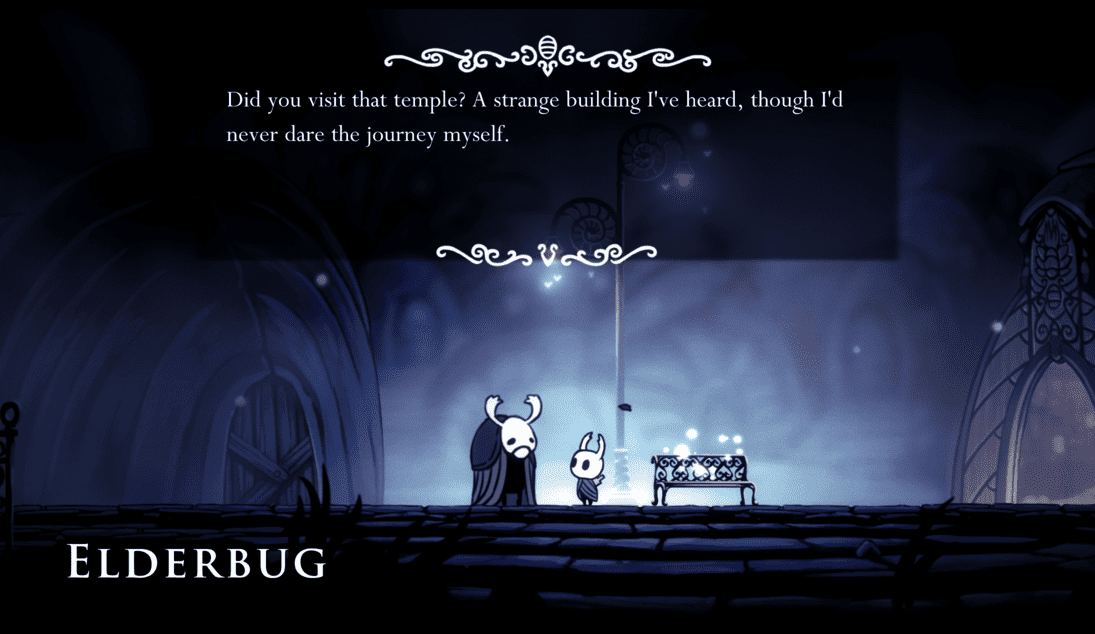 Did you visit that temple? A strange building I've heard, though I'd
never dare the journey myself.
ELDERBUG